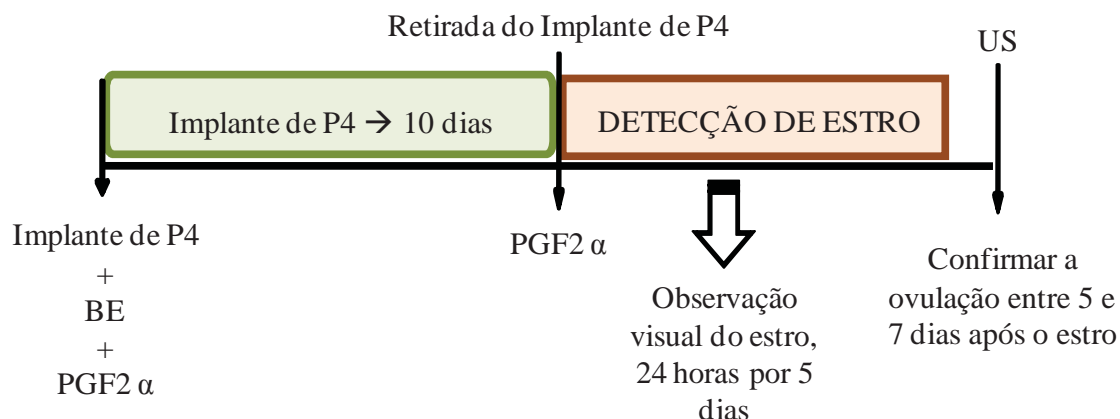 Retirada do Implante de P4
US
Implante de P4 → 10 dias
DETECÇÃO DE ESTRO
Implante de P4
+
BE
+
PGF2 α
PGF2 α
Observação
visual do estro,
24 horas por 5
dias
Confirmar a
ovulação entre 5 e
7 dias após o estro